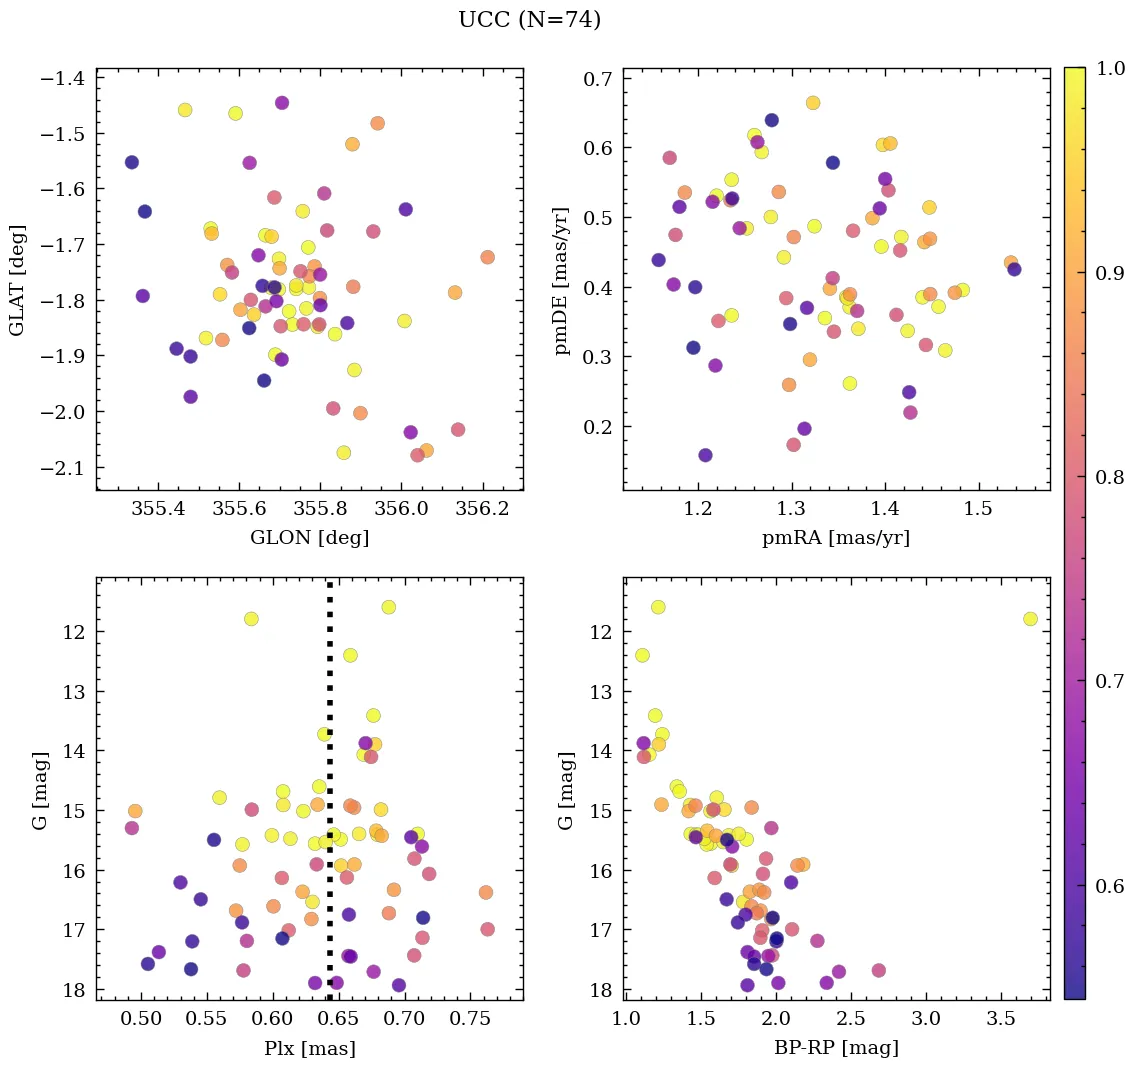 UCC (N=74)
−1.4
−1.5
−1.6
−1.7
−1.8
−1.9
−2.0
−2.1
GLAT [deg]
355.4 355.6 355.8 356.0 356.2
GLON [deg]
0.7
0.6
0.5
0.4
0.3
0.2
pmDE [mas/yr]
1.2 1.3 1.4 1.5
pmRA [mas/yr]
12
13
14
15
16
17
18
G [mag]
0.50 0.55 0.60 0.65 0.70 0.75
Plx [mas]
12
13
14
15
16
17
18
G [mag]
1.0 1.5 2.0 2.5 3.0 3.5
BP-RP [mag]
1.0
0.9
0.8
0.7
0.6